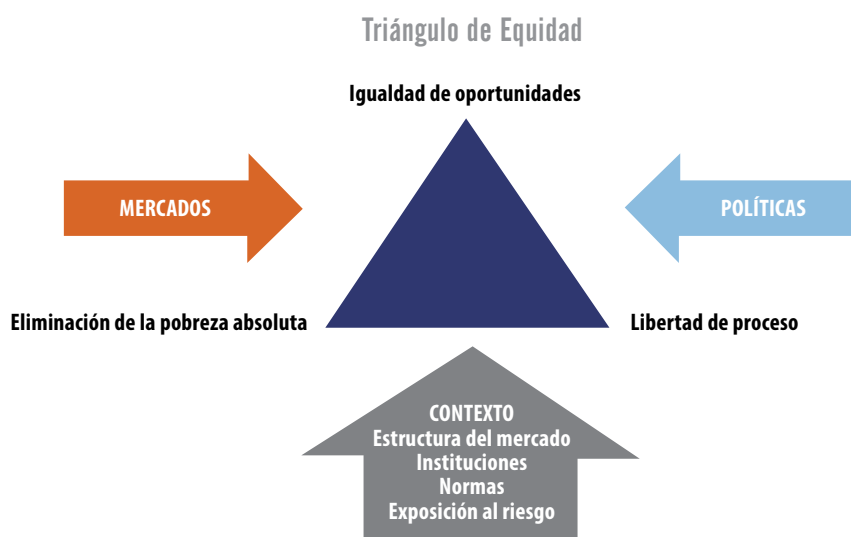 Triángulo de Equidad
Igualdad de oportunidades
MERCADOS
POLÍTICAS
Eliminación de la pobreza absoluta
Libertad de proceso
CONTEXTO
Estructura del mercado
Instituciones
Normas
Exposición al riesgo